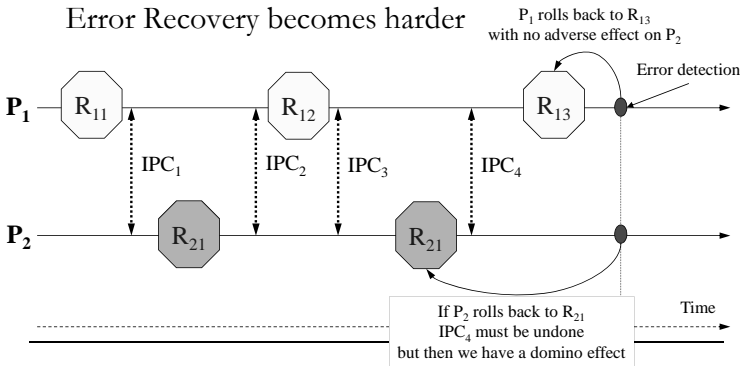 Error Recovery becomes harder
P₁ rolls back to R₁₃
with no adverse effect on P₂
Error detection
P₁
R₁₁
R₁₂
R₁₃
IPC₁
IPC₂
IPC₃
IPC₄
P₂
R₂₁
R₂₁
If P₂ rolls back to R₂₁
IPC₄ must be undone
but then we have a domino effect
Time